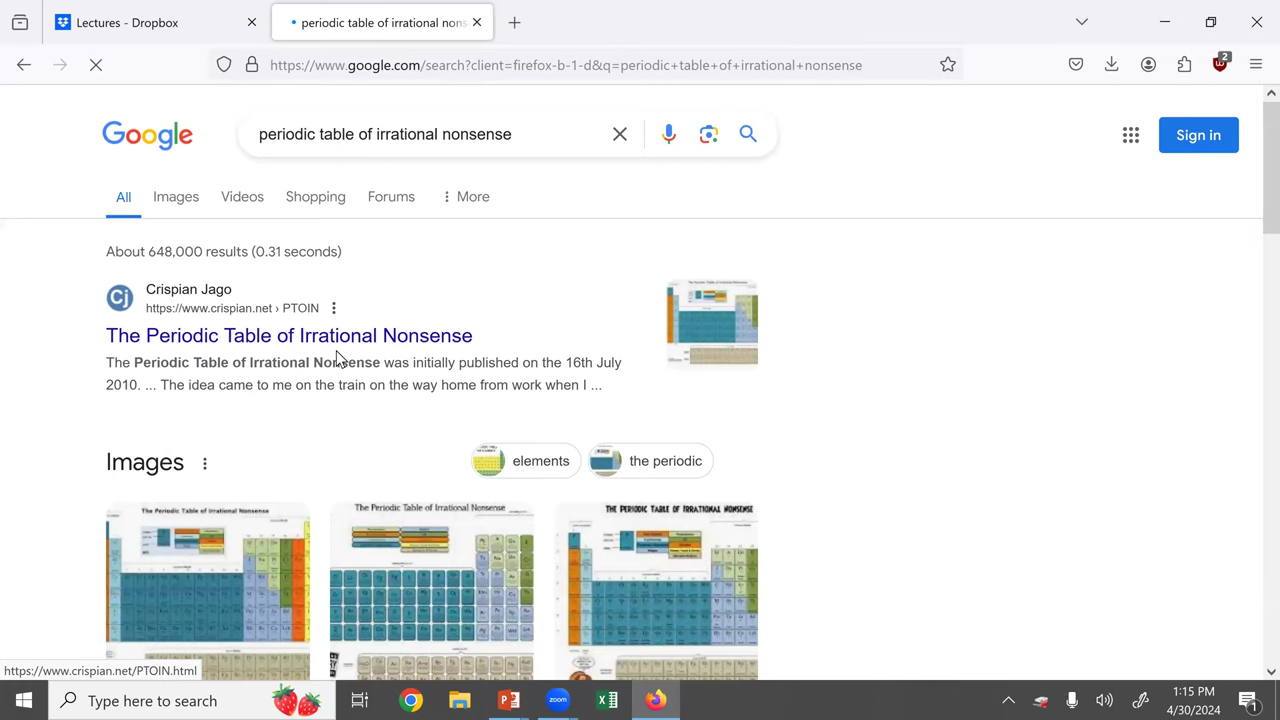 Lectures - Dropbox
periodic table of irrational nons
https://www.google.com/search?client=firefox-b-1-d&q=periodic+table+of+irrational+nonsense
2
Google
periodic table of irrational nonsense
Sign in
All
Images
Videos
Shopping
Forums
More
About 648,000 results (0.31 seconds)
Cj
Crispian Jago
https://www.crispian.net › PTOIN
The Periodic Table of Irrational Nonsense
The Periodic Table of Irrational Nonsense was initially published on the 16th July
2010. ... The idea came to me on the train on the way home from work when I ...
Images
elements
the periodic
The Periodic Table of Irrational Nonsense
The Periodic Table of Irrational Nonsense
THE PERIODIC TABLE OF IRRATIONAL NONSENSE
https://www.crispian.net/PTOIN.html
Type here to search
zoom
1:15 PM
4/30/2024
1